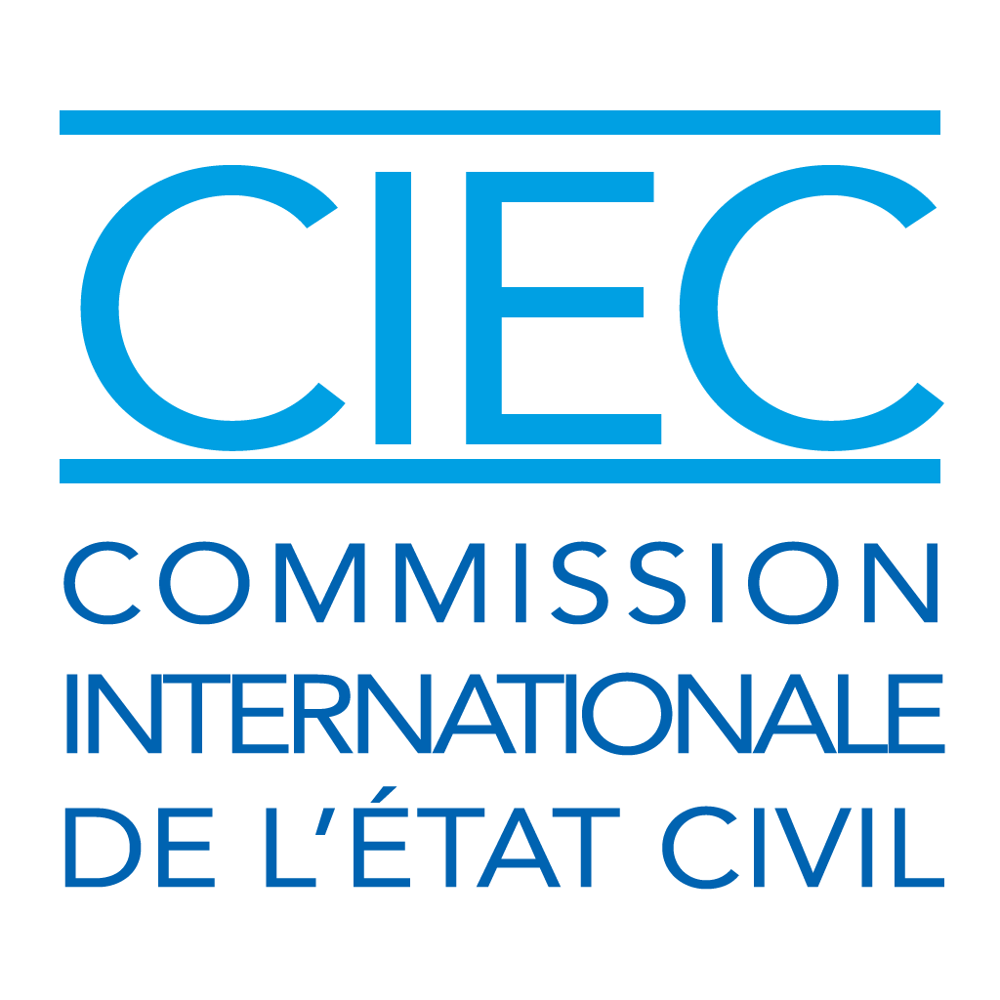 CIEC
COMMISSION
INTERNATIONALE
DE L’ÉTAT CIVIL